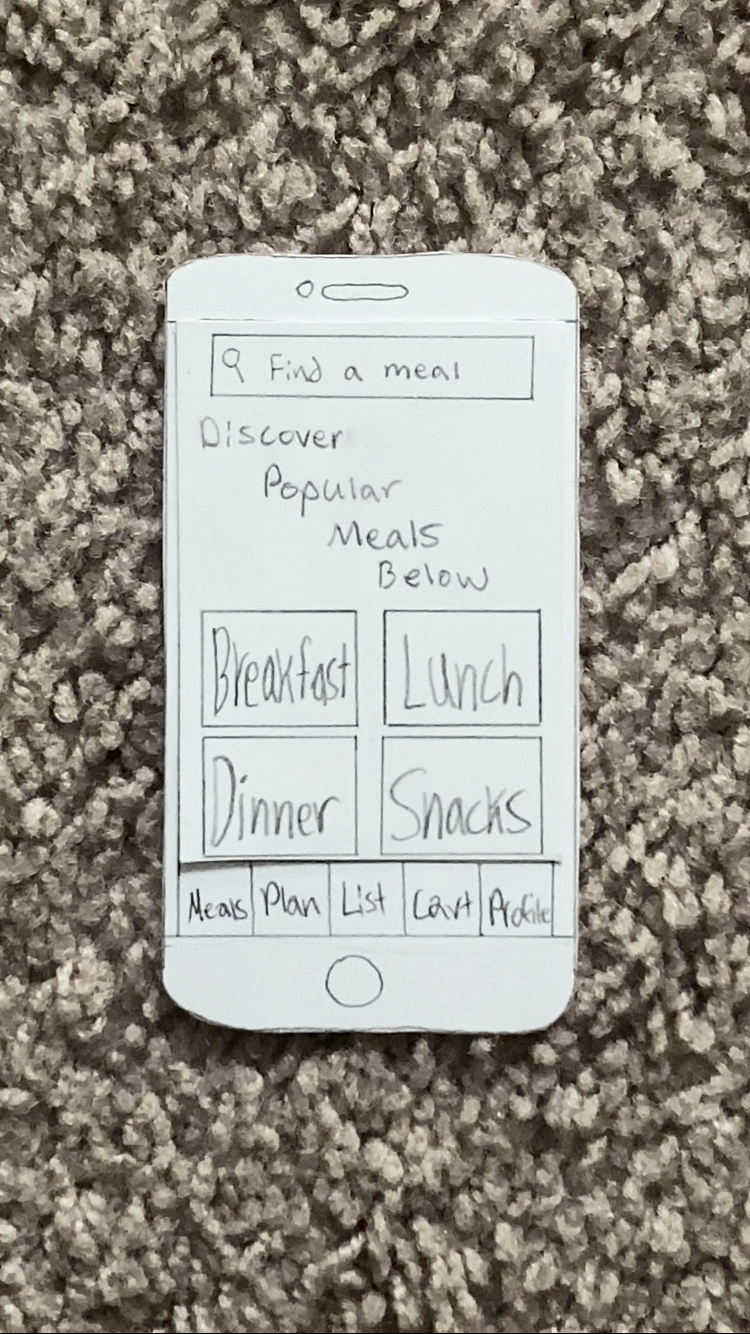 Find a meal
Discover
Popular
Meals
Below
Breakfast Lunch
Dinner Snacks
Meals Plan List Cart Profile